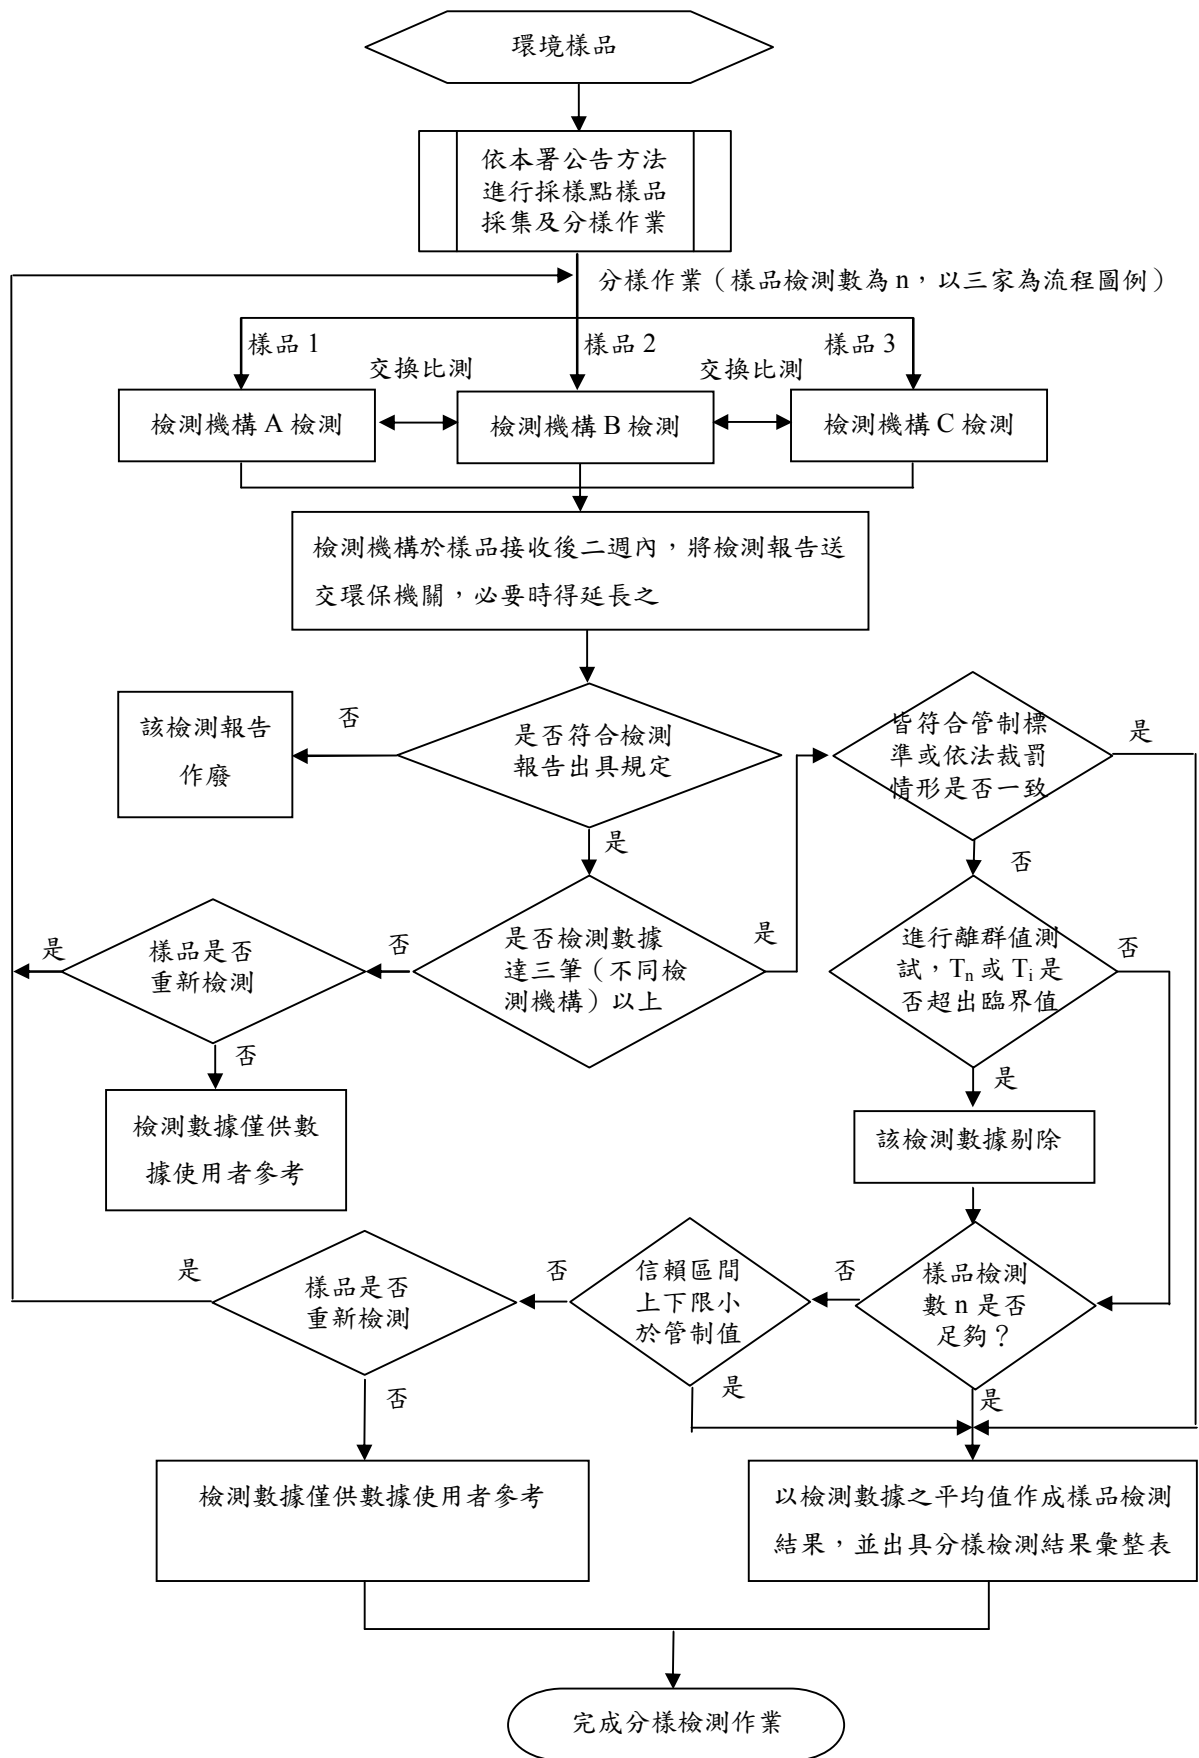 環境樣品
依本署公告方法
進行採樣點樣品
採集及分樣作業
分樣作業（樣品檢測數為 n，以三家為流程圖例）
樣品 1
樣品 2
樣品 3
交換比測
交換比測
檢測機構 A 檢測
檢測機構 B 檢測
檢測機構 C 檢測
檢測機構於樣品接收後二週內，將檢測報告送
交環保機關，必要時得延長之
該檢測報告
作廢
否
是否符合檢測
報告出具規定
是
皆符合管制標
準或依法裁罰
情形是否一致
是
否
是
樣品是否
重新檢測
否
是否檢測數據
達三筆（不同檢
測機構）以上
是
進行離群值測
試，Tn 或 Ti 是
否超出臨界值
否
否
是
檢測數據僅供數
據使用者參考
該檢測數據剔除
是
樣品是否
重新檢測
否
信賴區間
上下限小
於管制值
否
樣品檢測
數 n 是否
足夠？
否
是
是
檢測數據僅供數據使用者參考
以檢測數據之平均值作成樣品檢測
結果，並出具分樣檢測結果彙整表
完成分樣檢測作業